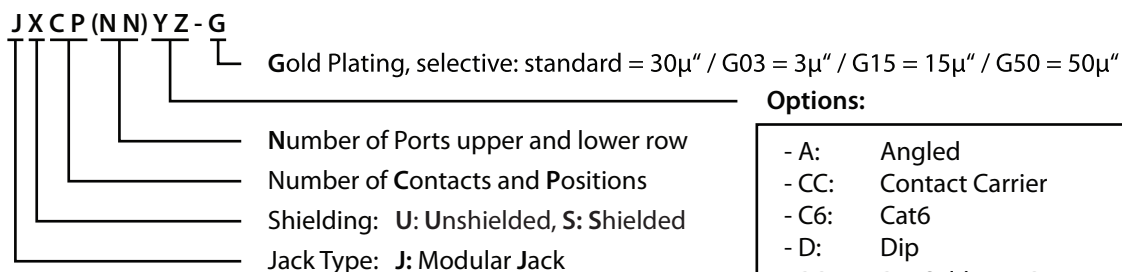 J X C P (N N) Y Z - G
Gold Plating, selective: standard = 30µ“ / G03 = 3µ“ / G15 = 15µ“ / G50 = 50µ“
Options:
Number of Ports upper and lower row
Number of Contacts and Positions
Shielding: U: Unshielded, S: Shielded
Jack Type: J: Modular Jack
- A: Angled
- CC: Contact Carrier
- C6: Cat6
- D: Dip